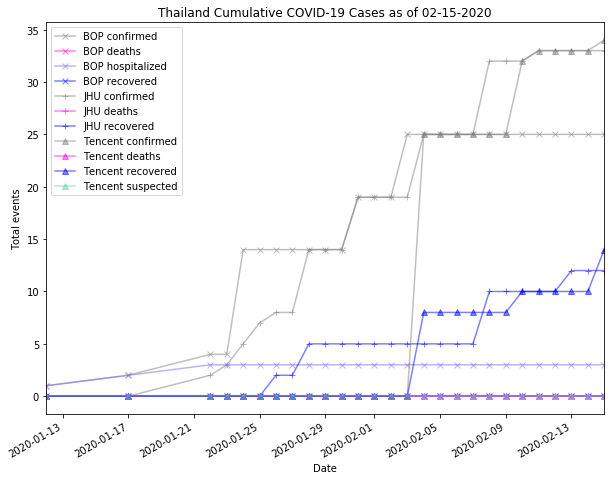 Thailand Cumulative COVID-19 Cases as of 02-15-2020
BOP confirmed
BOP deaths
BOP hospitalized
BOP recovered
JHU confirmed
JHU deaths
JHU recovered
Tencent confirmed
Tencent deaths
Tencent recovered
Tencent suspected
Total events
35
30
25
20
15
10
5
0
2020-01-13
2020-01-17
2020-01-21
2020-01-25
2020-01-29
2020-02-01
2020-02-05
2020-02-09
2020-02-13
Date